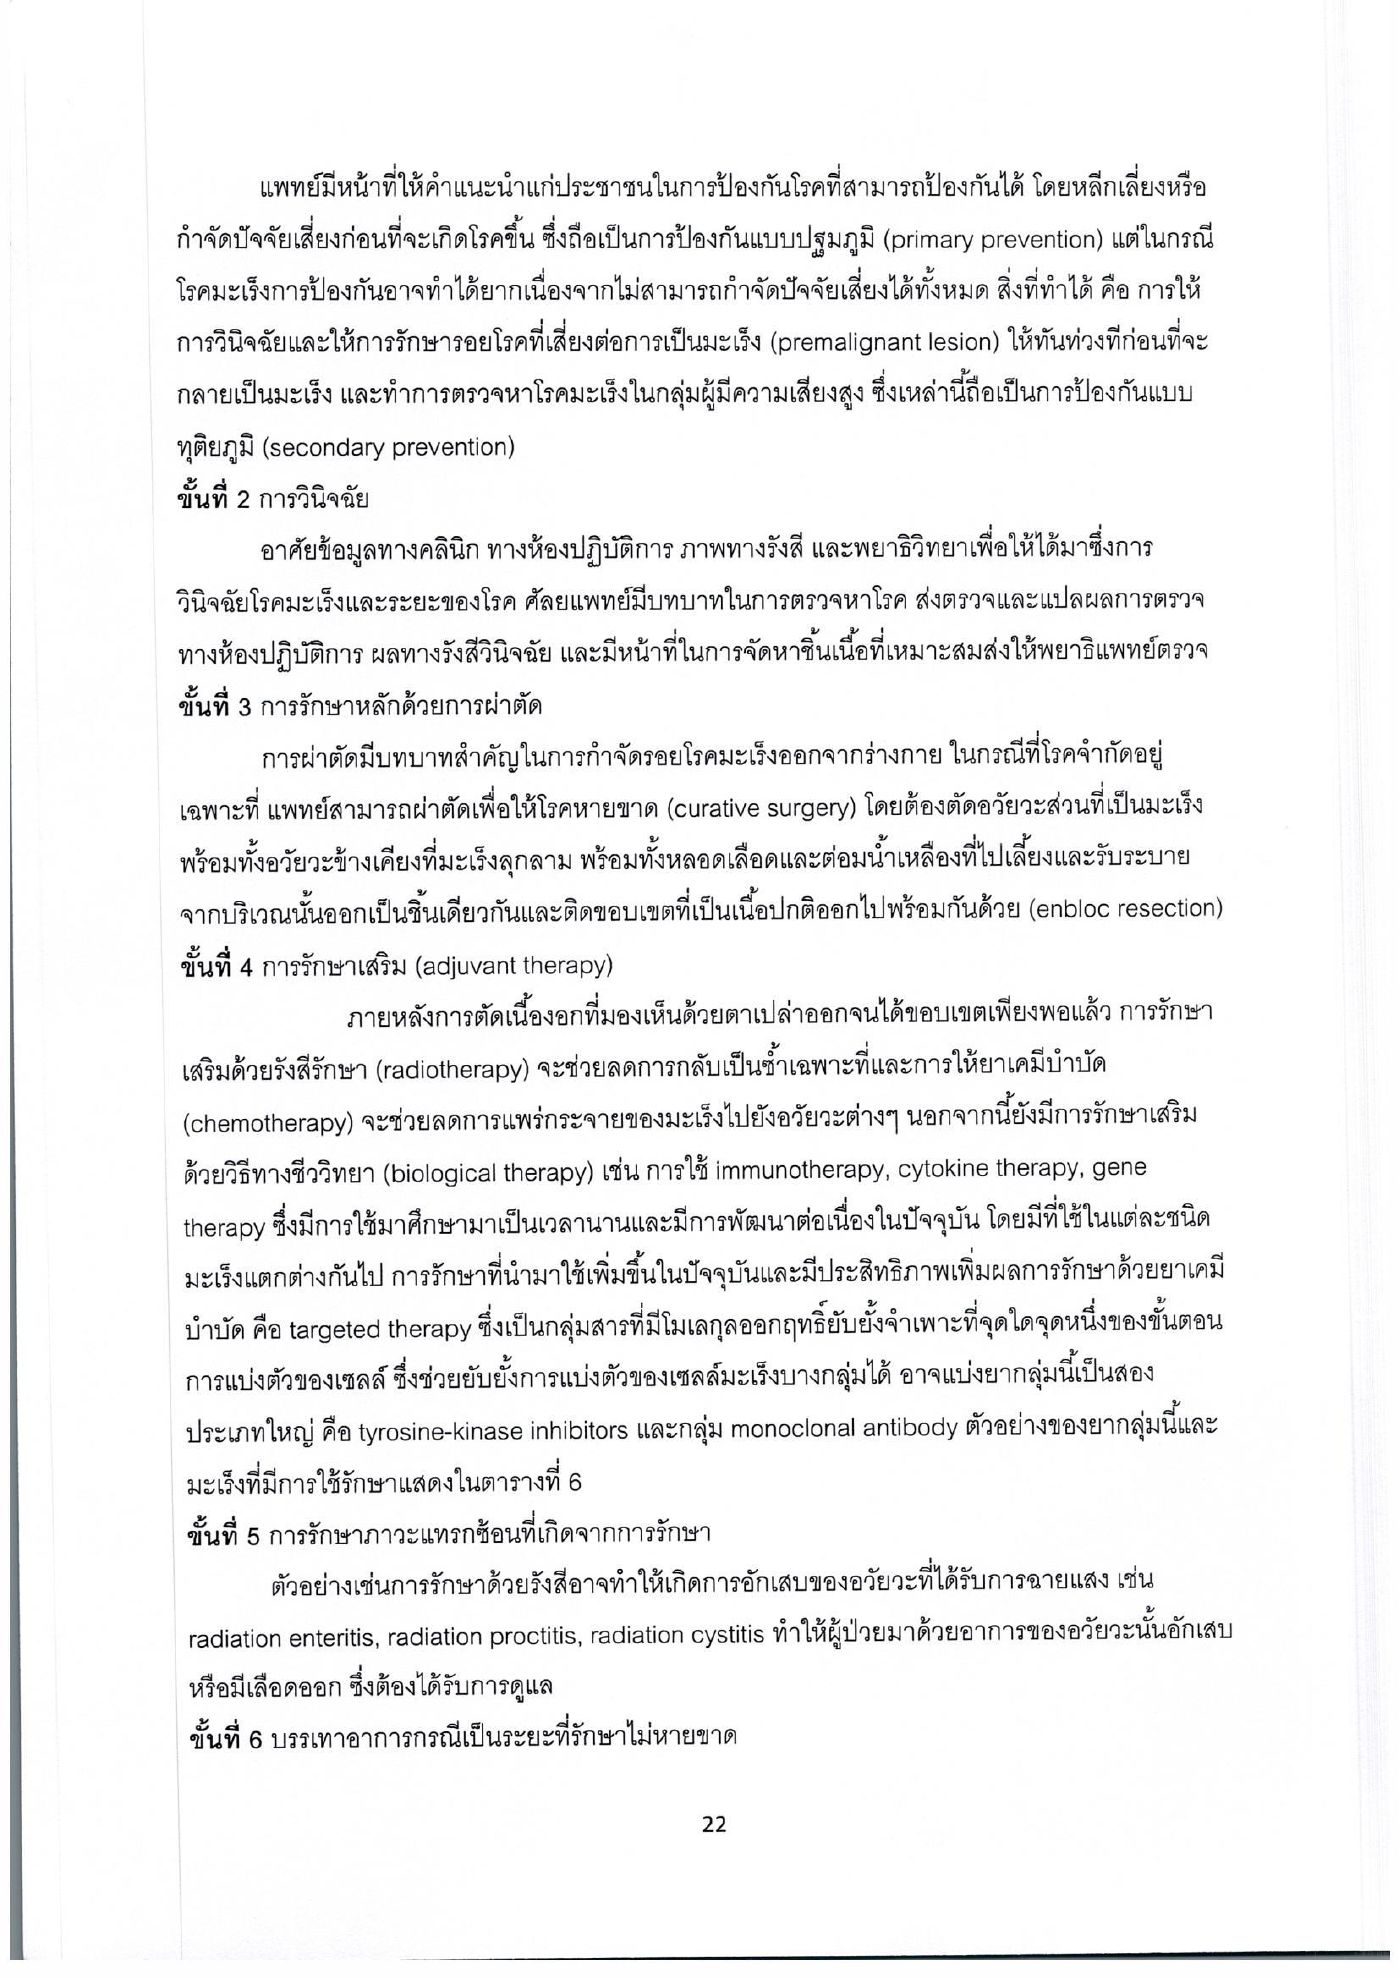 แพทย์มีหน้าที่ให้คำแนะนำแก่ประชาชนในการป้องกันโรคที่สามารถป้องกันได้ โดยหลีกเลี่ยงหรือ
กำจัดปัจจัยเสี่ยงก่อนที่จะเกิดโรคขึ้น ซึ่งถือเป็นการป้องกันแบบปฐมภูมิ (primary prevention) แต่ในกรณี
โรคมะเร็งการป้องกันอาจทำได้ยากเนื่องจากไม่สามารถกำจัดปัจจัยเสี่ยงได้ทั้งหมด สิ่งที่ทำได้ คือ การให้
การวินิจฉัยและให้การรักษารอยโรคที่เสี่ยงต่อการเป็นมะเร็ง (premalignant lesion) ให้ทันท่วงทีก่อนที่จะ
กลายเป็นมะเร็ง และทำการตรวจหาโรคมะเร็งในกลุ่มผู้มีความเสี่ยงสูง ซึ่งเหล่านี้ถือเป็นการป้องกันแบบ
ทุติยภูมิ (secondary prevention)
ขั้นที่ 2 การวินิจฉัย
อาศัยข้อมูลทางคลินิก ทางห้องปฏิบัติการ ภาพทางรังสี และพยาธิวิทยาเพื่อให้ได้มาซึ่งการ
วินิจฉัยโรคมะเร็งและระยะของโรค ศัลยแพทย์มีบทบาทในการตรวจหาโรค ส่งตรวจและแปลผลการตรวจ
ทางห้องปฏิบัติการ ผลทางรังสีวินิจฉัย และมีหน้าที่ในการจัดหาชิ้นเนื้อที่เหมาะสมส่งให้พยาธิแพทย์ตรวจ
ขั้นที่ 3 การรักษาหลักด้วยการผ่าตัด
การผ่าตัดมีบทบาทสำคัญในการกำจัดรอยโรคมะเร็งออกจากร่างกาย ในกรณีที่โรคจำกัดอยู่
เฉพาะที่ แพทย์สามารถผ่าตัดเพื่อให้โรคหายขาด (curative surgery) โดยต้องตัดอวัยวะส่วนที่เป็นมะเร็ง
พร้อมทั้งอวัยวะข้างเคียงที่มะเร็งลุกลาม พร้อมทั้งหลอดเลือดและต่อมน้ำเหลืองที่ไปเลี้ยงและรับระบาย
จากบริเวณนั้นออกเป็นชิ้นเดียวกันและติดขอบเขตที่เป็นเนื้อปกติออกไปพร้อมกันด้วย (enbloc resection)
ขั้นที่ 4 การรักษาเสริม (adjuvant therapy)
ภายหลังการตัดเนื้องอกที่มองเห็นด้วยตาเปล่าออกจนได้ขอบเขตเพียงพอแล้ว การรักษา
เสริมด้วยรังสีรักษา (radiotherapy) จะช่วยลดการกลับเป็นซ้ำเฉพาะที่และการให้ยาเคมีบำบัด
(chemotherapy) จะช่วยลดการแพร่กระจายของมะเร็งไปยังอวัยวะต่างๆ นอกจากนี้ยังมีการรักษาเสริม
ด้วยวิธีทางชีววิทยา (biological therapy) เช่น การใช้ immunotherapy, cytokine therapy, gene
therapy ซึ่งมีการใช้มาศึกษามาเป็นเวลานานและมีการพัฒนาต่อเนื่องในปัจจุบัน โดยมีที่ใช้ในแต่ละชนิด
มะเร็งแตกต่างกันไป การรักษาที่นำมาใช้เพิ่มขึ้นในปัจจุบันและมีประสิทธิภาพเพิ่มผลการรักษาด้วยยาเคมี
บำบัด คือ targeted therapy ซึ่งเป็นกลุ่มสารที่มีโมเลกุลออกฤทธิ์ยับยั้งจำเพาะที่จุดใดจุดหนึ่งของขั้นตอน
การแบ่งตัวของเซลล์ ซึ่งช่วยยับยั้งการแบ่งตัวของเซลล์มะเร็งบางกลุ่มได้ อาจแบ่งยากลุ่มนี้เป็นสอง
ประเภทใหญ่ คือ tyrosine-kinase inhibitors และกลุ่ม monoclonal antibody ตัวอย่างของยากลุ่มนี้และ
มะเร็งที่มีการใช้รักษาแสดงในตารางที่ 6
ขั้นที่ 5 การรักษาภาวะแทรกซ้อนที่เกิดจากการรักษา
ตัวอย่างเช่นการรักษาด้วยรังสีอาจทำให้เกิดการอักเสบของอวัยวะที่ได้รับการฉายแสง เช่น
radiation enteritis, radiation proctitis, radiation cystitis ทำให้ผู้ป่วยมาด้วยอาการของอวัยวะนั้นอักเสบ
หรือมีเลือดออก ซึ่งต้องได้รับการดูแล
ขั้นที่ 6 บรรเทาอาการกรณีเป็นระยะที่รักษาไม่หายขาด
22